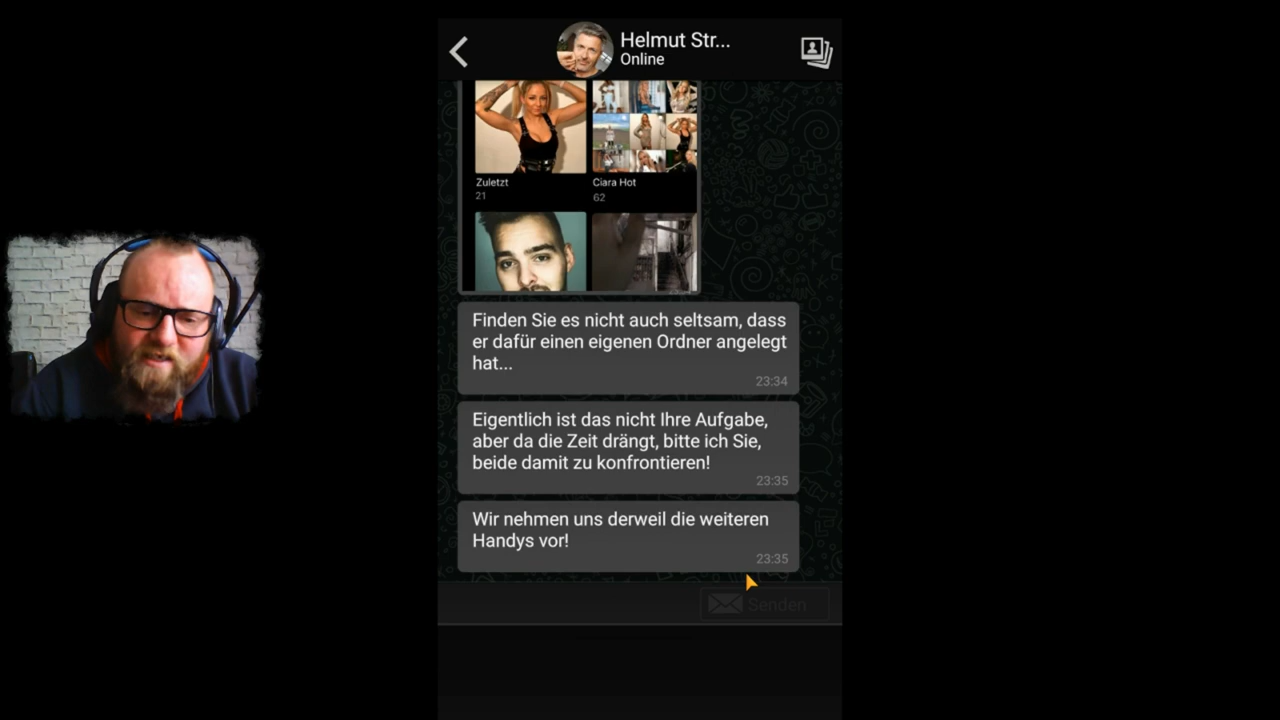 Helmut Str...
Online
Zuletzt
21
Ciara Hot
62
Finden Sie es nicht auch seltsam, dass
er dafür einen eigenen Ordner angelegt
hat...
23:34
Eigentlich ist das nicht Ihre Aufgabe,
aber da die Zeit drängt, bitte ich Sie,
beide damit zu konfrontieren!
23:35
Wir nehmen uns derweil die weiteren
Handys vor!
23:35
Senden